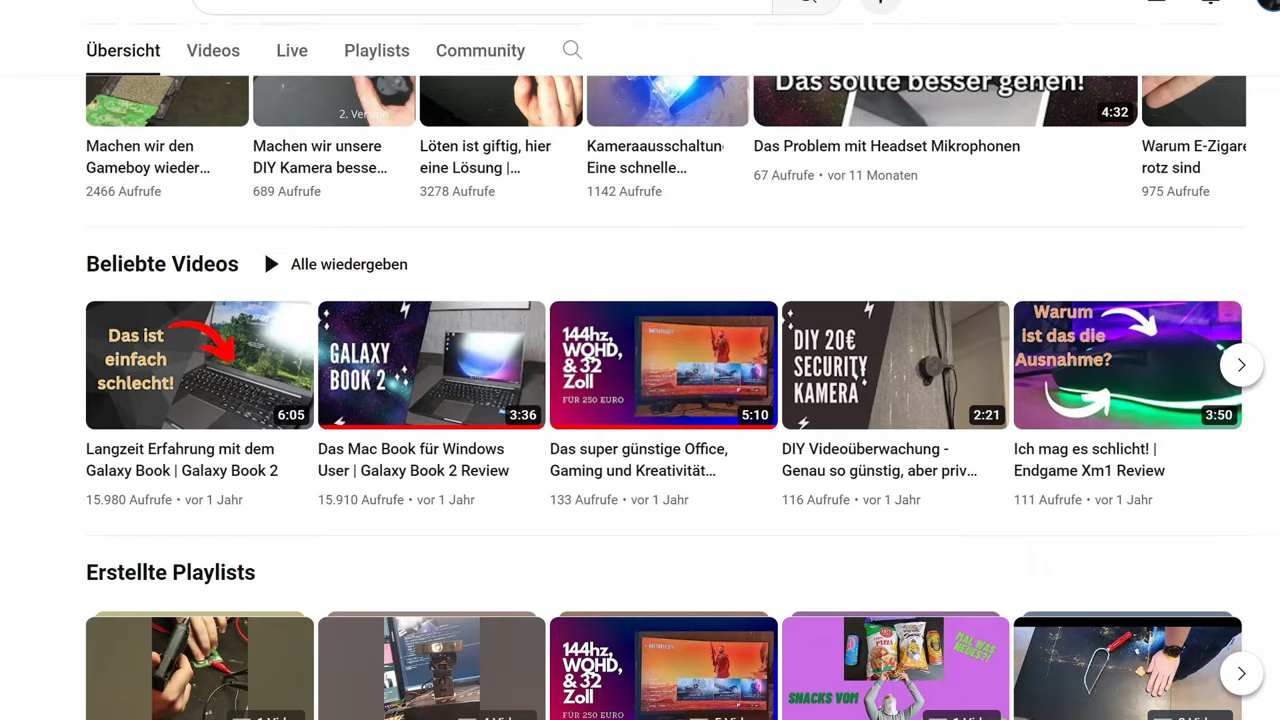 Übersicht Videos Live Playlists Community
2. Version
Das sollte besser gehen!
4:32
Machen wir den
Gameboy wieder...
2466 Aufrufe
Machen wir unsere
DIY Kamera besse...
689 Aufrufe
Löten ist giftig, hier
eine Lösung |...
3278 Aufrufe
Kameraausschaltun
Eine schnelle...
1142 Aufrufe
Das Problem mit Headset Mikrophonen
67 Aufrufe • vor 11 Monaten
Warum E-Zigare
rotz sind
975 Aufrufe
Beliebte Videos Alle wiedergeben
Das ist
einfach
schlecht!
6:05
GALAXY
BOOK 2
3:36
144hz,
WQHD,
& 32
Zoll
FÜR 250 EURO
5:10
DIY 20€
SECURITY
KAMERA
2:21
Warum
ist das die
Ausnahme?
3:50
Langzeit Erfahrung mit dem
Galaxy Book | Galaxy Book 2
15.980 Aufrufe • vor 1 Jahr
Das Mac Book für Windows
User | Galaxy Book 2 Review
15.910 Aufrufe • vor 1 Jahr
Das super günstige Office,
Gaming und Kreativität...
133 Aufrufe • vor 1 Jahr
DIY Videoüberwachung -
Genau so günstig, aber priv...
116 Aufrufe • vor 1 Jahr
Ich mag es schlicht! |
Endgame Xm1 Review
111 Aufrufe • vor 1 Jahr
Erstellte Playlists
144hz,
WQHD,
& 32
Zoll
FÜR 250 EURO
MAL WAS
NEUES?!
SNACKS VOM